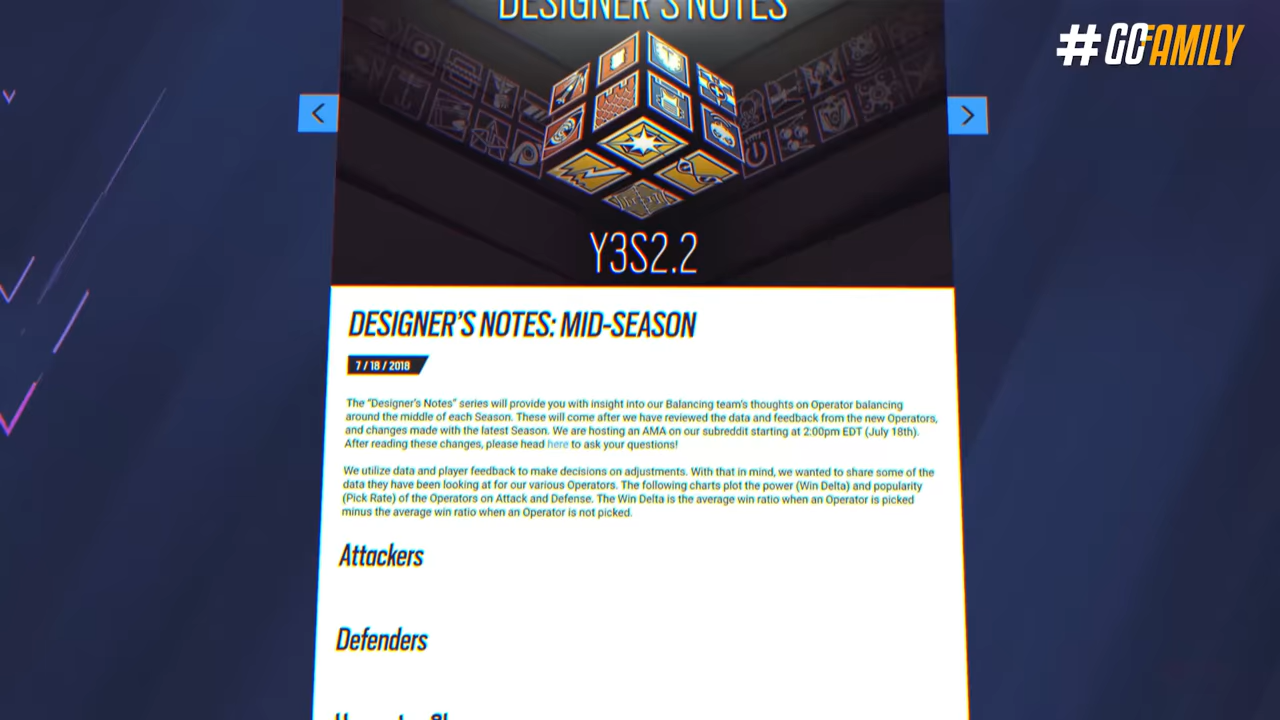 DESIGNER'S NOTES
#GOFAMILY
Y3S2.2
DESIGNER'S NOTES: MID-SEASON
7 / 18 / 2018
The "Designer's Notes" series will provide you with insight into our Balancing team's thoughts on Operator balancing
around the middle of each Season. These will come after we have reviewed the data and feedback from the new Operators,
and changes made with the latest Season. We are hosting an AMA on our subreddit starting at 2:00pm EDT (July 18th).
After reading these changes, please head here to ask your questions!
We utilize data and player feedback to make decisions on adjustments. With that in mind, we wanted to share some of the
data they have been looking at for our various Operators. The following charts plot the power (Win Delta) and popularity
(Pick Rate) of the Operators on Attack and Defense. The Win Delta is the average win ratio when an Operator is picked
minus the average win ratio when an Operator is not picked.
Attackers
Defenders